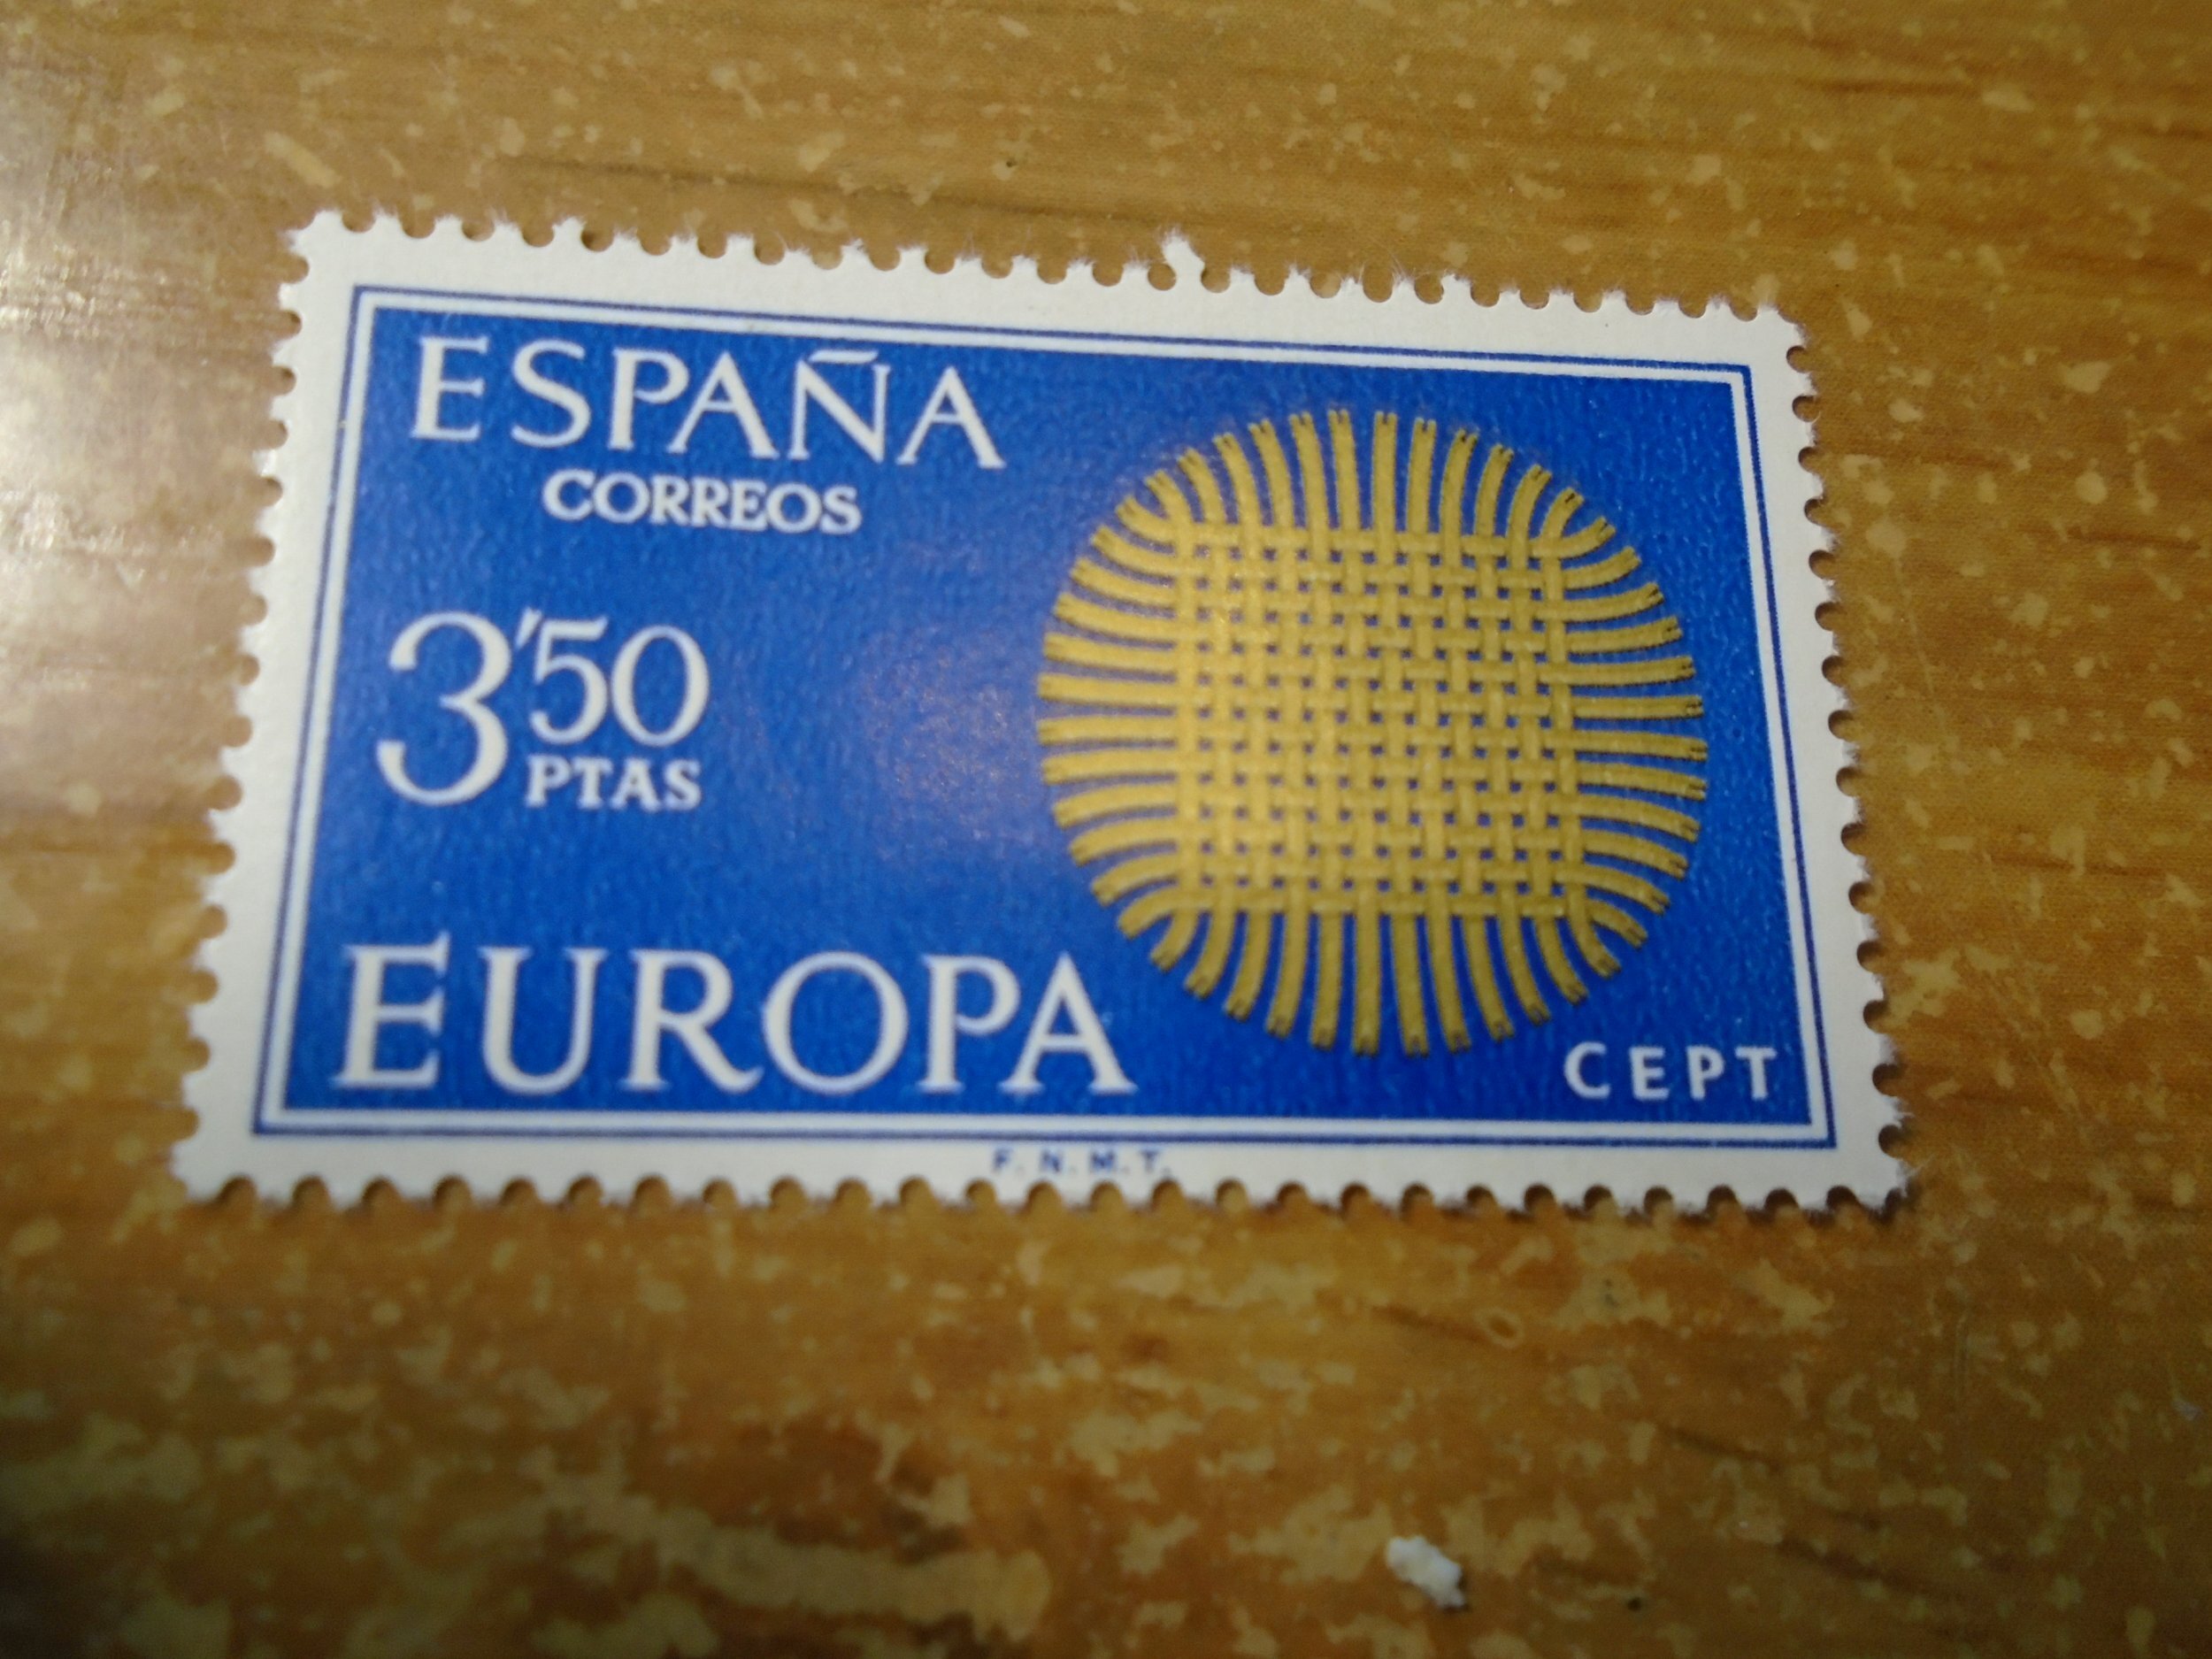 ESPAÑA
CORREOS
3'50
PTAS
EUROPA
CEPT
F.N.M.T.